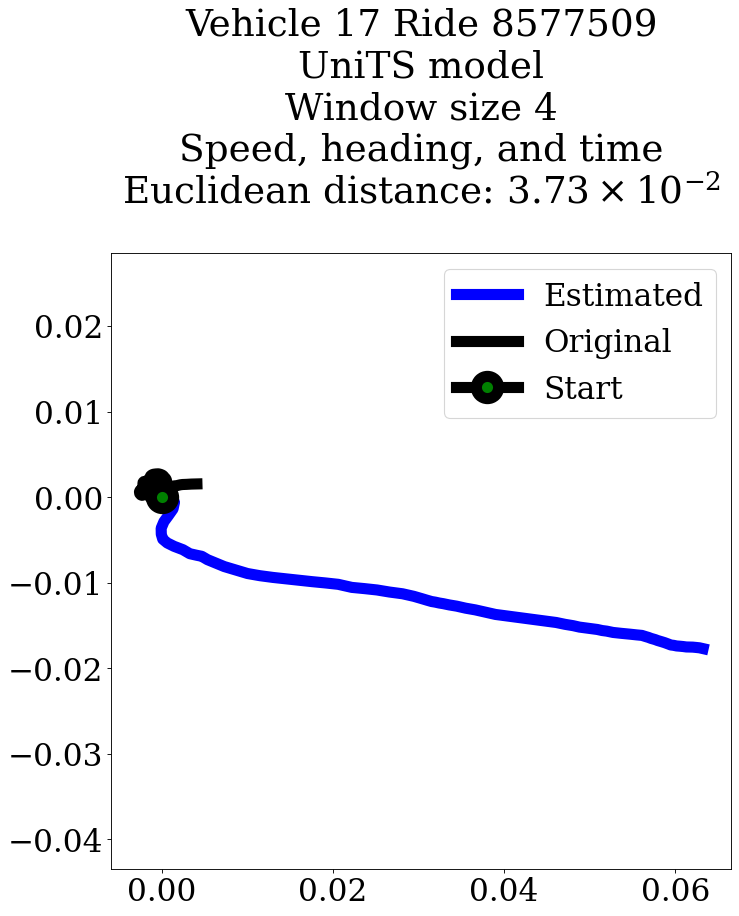 Vehicle 17 Ride 8577509
UniTS model
Window size 4
Speed, heading, and time
Euclidean distance: 3.73 × 10⁻²
Estimated
Original
Start
0.02
0.01
0.00
−0.01
−0.02
−0.03
−0.04
0.00 0.02 0.04 0.06